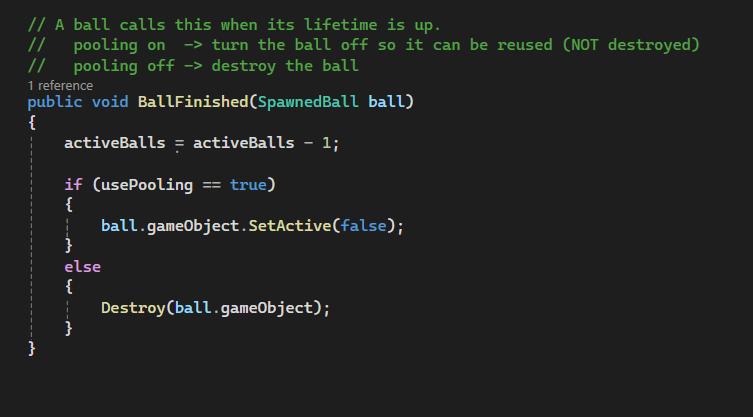 // A ball calls this when its lifetime is up.
//   pooling on  -> turn the ball off so it can be reused (NOT destroyed)
//   pooling off -> destroy the ball
1 reference
public void BallFinished(SpawnedBall ball)
{
    activeBalls = activeBalls - 1;

    if (usePooling == true)
    {
        ball.gameObject.SetActive(false);
    }
    else
    {
        Destroy(ball.gameObject);
    }
}